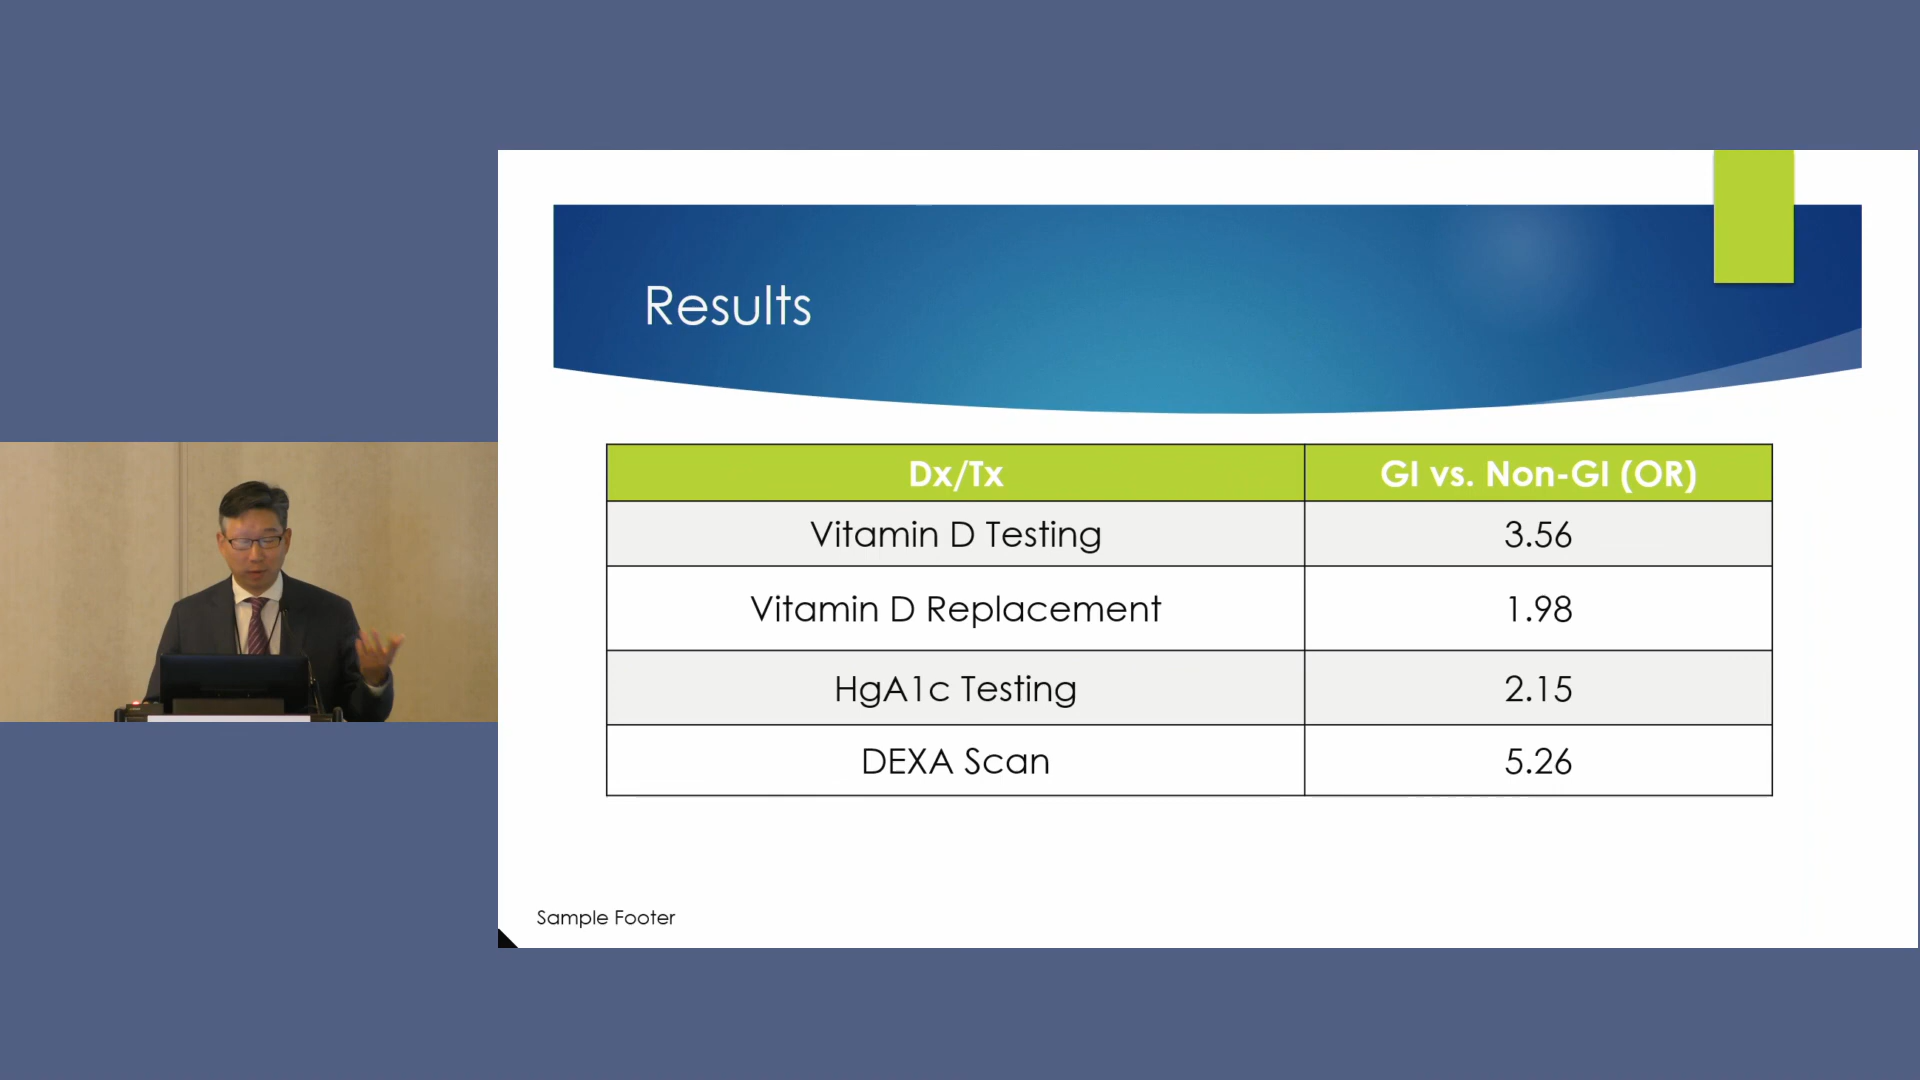 Results
Dx/Tx GI vs. Non-GI (OR)
Vitamin D Testing 3.56
Vitamin D Replacement 1.98
HgA1c Testing 2.15
DEXA Scan 5.26
Sample Footer